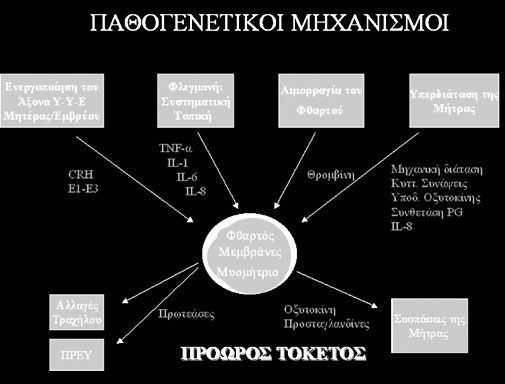 ΠΑΘΟΓΕΝΕΤΙΚΟΙ ΜΗΧΑΝΙΣΜΟΙ
Ενεργοποίηση του
Άξονα Υ-Υ-Ε
Μητέρας/Εμβρύου
Φλεγμονή:
Συστηματική
Τοπική
Αιμορραγία του
Φθαρτού
Υπερδιάταση της
Μήτρας
CRH
E1-E3
TNF-α
IL-1
IL-6
IL-8
Θρομβίνη
Μηχανική διάταση
Κυττ. Συνάψεις
Υποδ. Οξυτοκίνης
Συνθετάση PG
IL-8
Φθαρτός
Μεμβράνες
Μυομήτριο
Αλλαγές
Τραχήλου
ΠΡΕΥ
Πρωτεάσες
Οξυτοκίνη
Προσταγλανδίνες
Συσπάσεις της
Μήτρας
ΠΡΟΩΡΟΣ ΤΟΚΕΤΟΣ